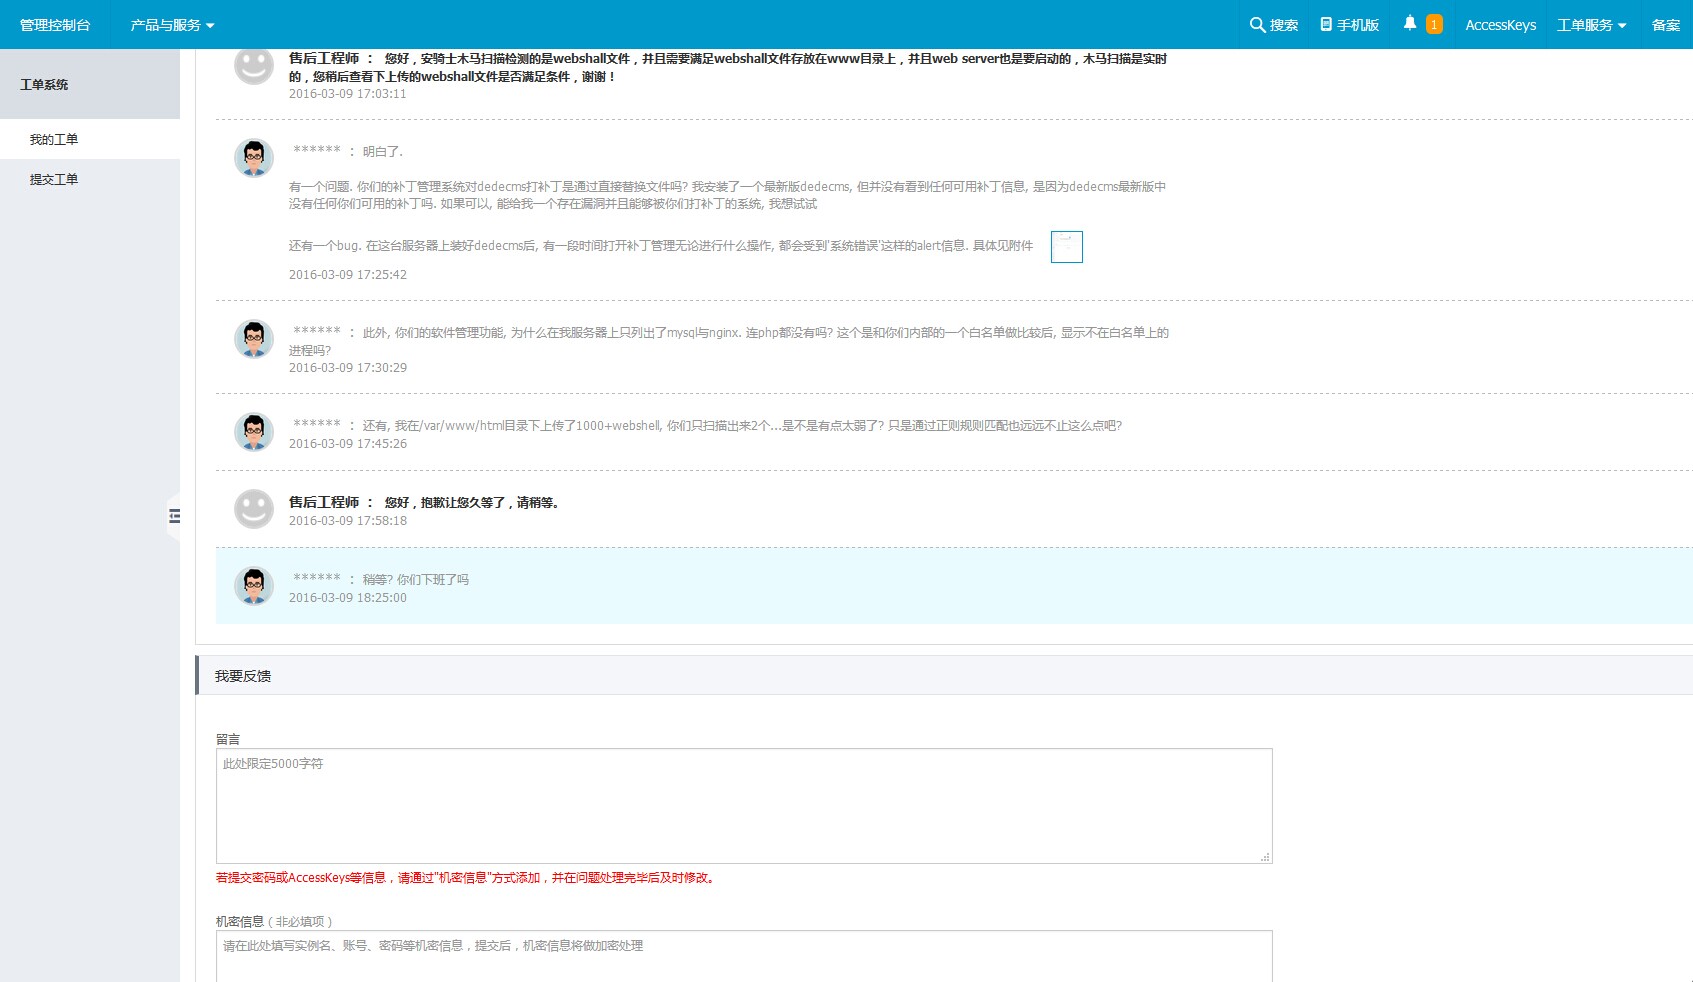 管理控制台 产品与服务 搜索 手机版 1 AccessKeys 工单服务 备案
工单系统
我的工单
提交工单
售后工程师 ： 您好，安骑士木马扫描检测的是webshall文件，并且需要满足webshall文件存放在www目录上，并且web server也是要启动的，木马扫描是实时
的，您稍后查看下上传的webshall文件是否满足条件，谢谢！
2016-03-09 17:03:11
****** ： 明白了.
有一个问题. 你们的补丁管理系统对dedecms打补丁是通过直接替换文件吗? 我安装了一个最新版dedecms, 但并没有看到任何可用补丁信息, 是因为dedecms最新版中
没有任何你们可用的补丁吗. 如果可以, 能给我一个存在漏洞并且能够被你们打补丁的系统, 我想试试
还有一个bug. 在这台服务器上装好dedecms后, 有一段时间打开补丁管理无论进行什么操作, 都会受到'系统错误'这样的alert信息. 具体见附件
2016-03-09 17:25:42
****** ： 此外, 你们的软件管理功能, 为什么在我服务器上只列出了mysql与nginx. 连php都没有吗? 这个是和你们内部的一个白名单做比较后, 显示不在白名单上的
进程吗?
2016-03-09 17:30:29
****** ： 还有, 我在/var/www/html目录下上传了1000+webshell, 你们只扫描出来2个...是不是有点太弱了? 只是通过正则规则匹配也远远不止这么点吧?
2016-03-09 17:45:26
售后工程师 ： 您好，抱歉让您久等了，请稍等。
2016-03-09 17:58:18
****** ： 稍等? 你们下班了吗
2016-03-09 18:25:00
我要反馈
留言
此处限定5000字符
若提交密码或AccessKeys等信息，请通过"机密信息"方式添加，并在问题处理完毕后及时修改。
机密信息（非必填项）
请在此处填写实例名、账号、密码等机密信息，提交后，机密信息将做加密处理